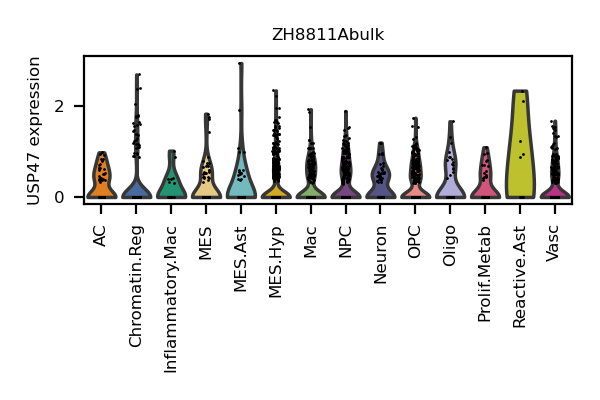 ZH8811Abulk
USP47 expression
2
0
AC
Chromatin.Reg
Inflammatory.Mac
MES
MES.Ast
MES.Hyp
Mac
NPC
Neuron
OPC
Oligo
Prolif.Metab
Reactive.Ast
Vasc